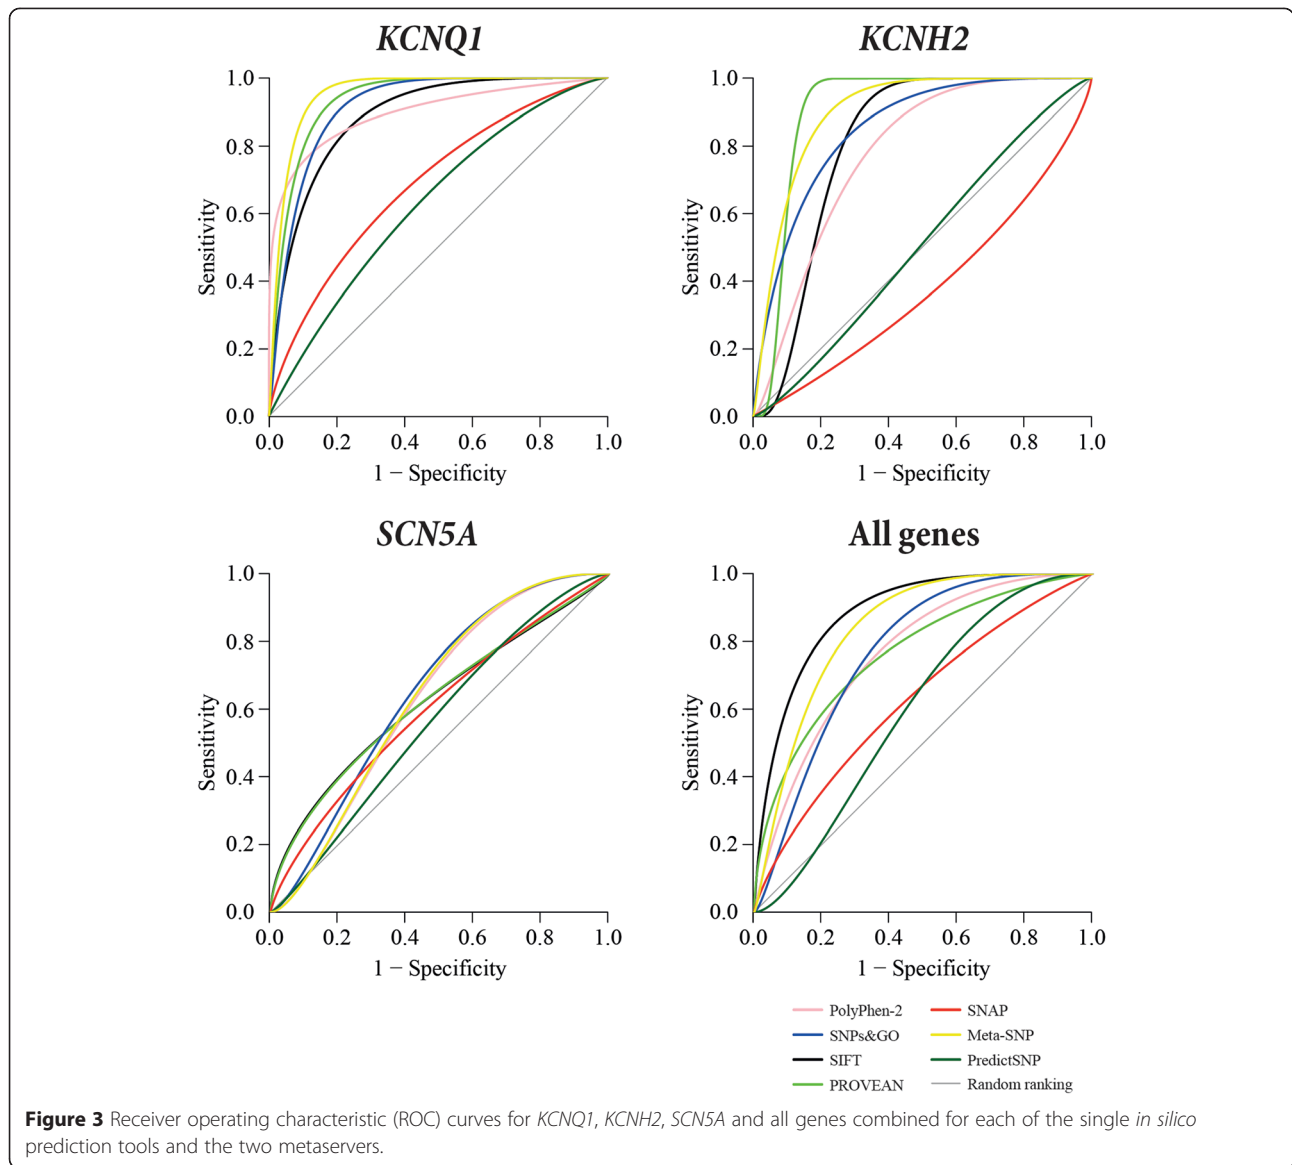 KCNQ1
KCNH2
1.0
0.8
0.6
0.4
0.2
0.0
Sensitivity
0.0 0.2 0.4 0.6 0.8 1.0
1 − Specificity
1.0
0.8
0.6
0.4
0.2
0.0
Sensitivity
0.0 0.2 0.4 0.6 0.8 1.0
1 − Specificity
SCN5A
All genes
1.0
0.8
0.6
0.4
0.2
0.0
Sensitivity
0.0 0.2 0.4 0.6 0.8 1.0
1 − Specificity
1.0
0.8
0.6
0.4
0.2
0.0
Sensitivity
0.0 0.2 0.4 0.6 0.8 1.0
1 − Specificity
PolyPhen-2
SNPs&GO
SIFT
PROVEAN
SNAP
Meta-SNP
PredictSNP
Random ranking
Figure 3 Receiver operating characteristic (ROC) curves for KCNQ1, KCNH2, SCN5A and all genes combined for each of the single in silico
prediction tools and the two metaservers.